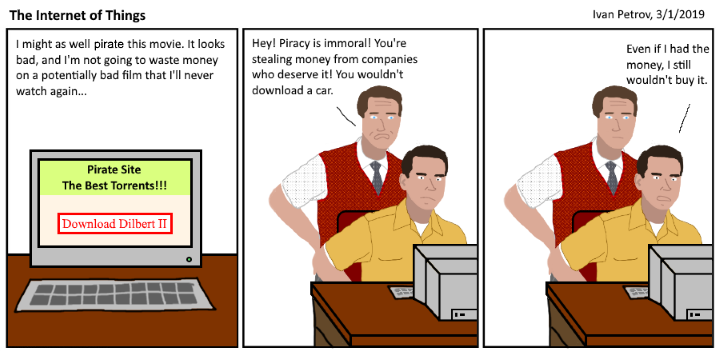 The Internet of Things
Ivan Petrov, 3/1/2019
I might as well pirate this movie. It looks
bad, and I'm not going to waste money
on a potentially bad film that I'll never
watch again...
Pirate Site
The Best Torrents!!!
Download Dilbert II
Hey! Piracy is immoral! You're
stealing money from companies
who deserve it! You wouldn't
download a car.
Even if I had the
money, I still
wouldn't buy it.